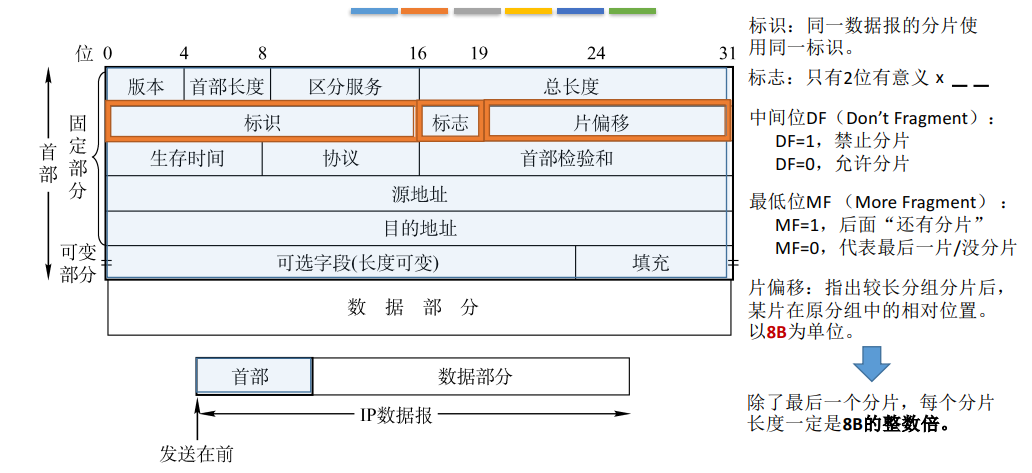 位 0 4 8 16 19 24 31
版本 首部长度 区分服务 总长度
标识 标志 片偏移
生存时间 协议 首部检验和
源地址
目的地址
可选字段(长度可变) 填充
数 据 部 分
首部
固定部分
可变
部分
首部 数据部分
IP数据报
发送在前
标识：同一数据报的分片使
用同一标识。
标志：只有2位有意义 x _ _
中间位DF（Don’t Fragment）：
DF=1，禁止分片
DF=0，允许分片
最低位MF （More Fragment） ：
MF=1，后面“还有分片”
MF=0，代表最后一片/没分片
片偏移：指出较长分组分片后，
某片在原分组中的相对位置。
以8B为单位。
除了最后一个分片，每个分片
长度一定是8B的整数倍。